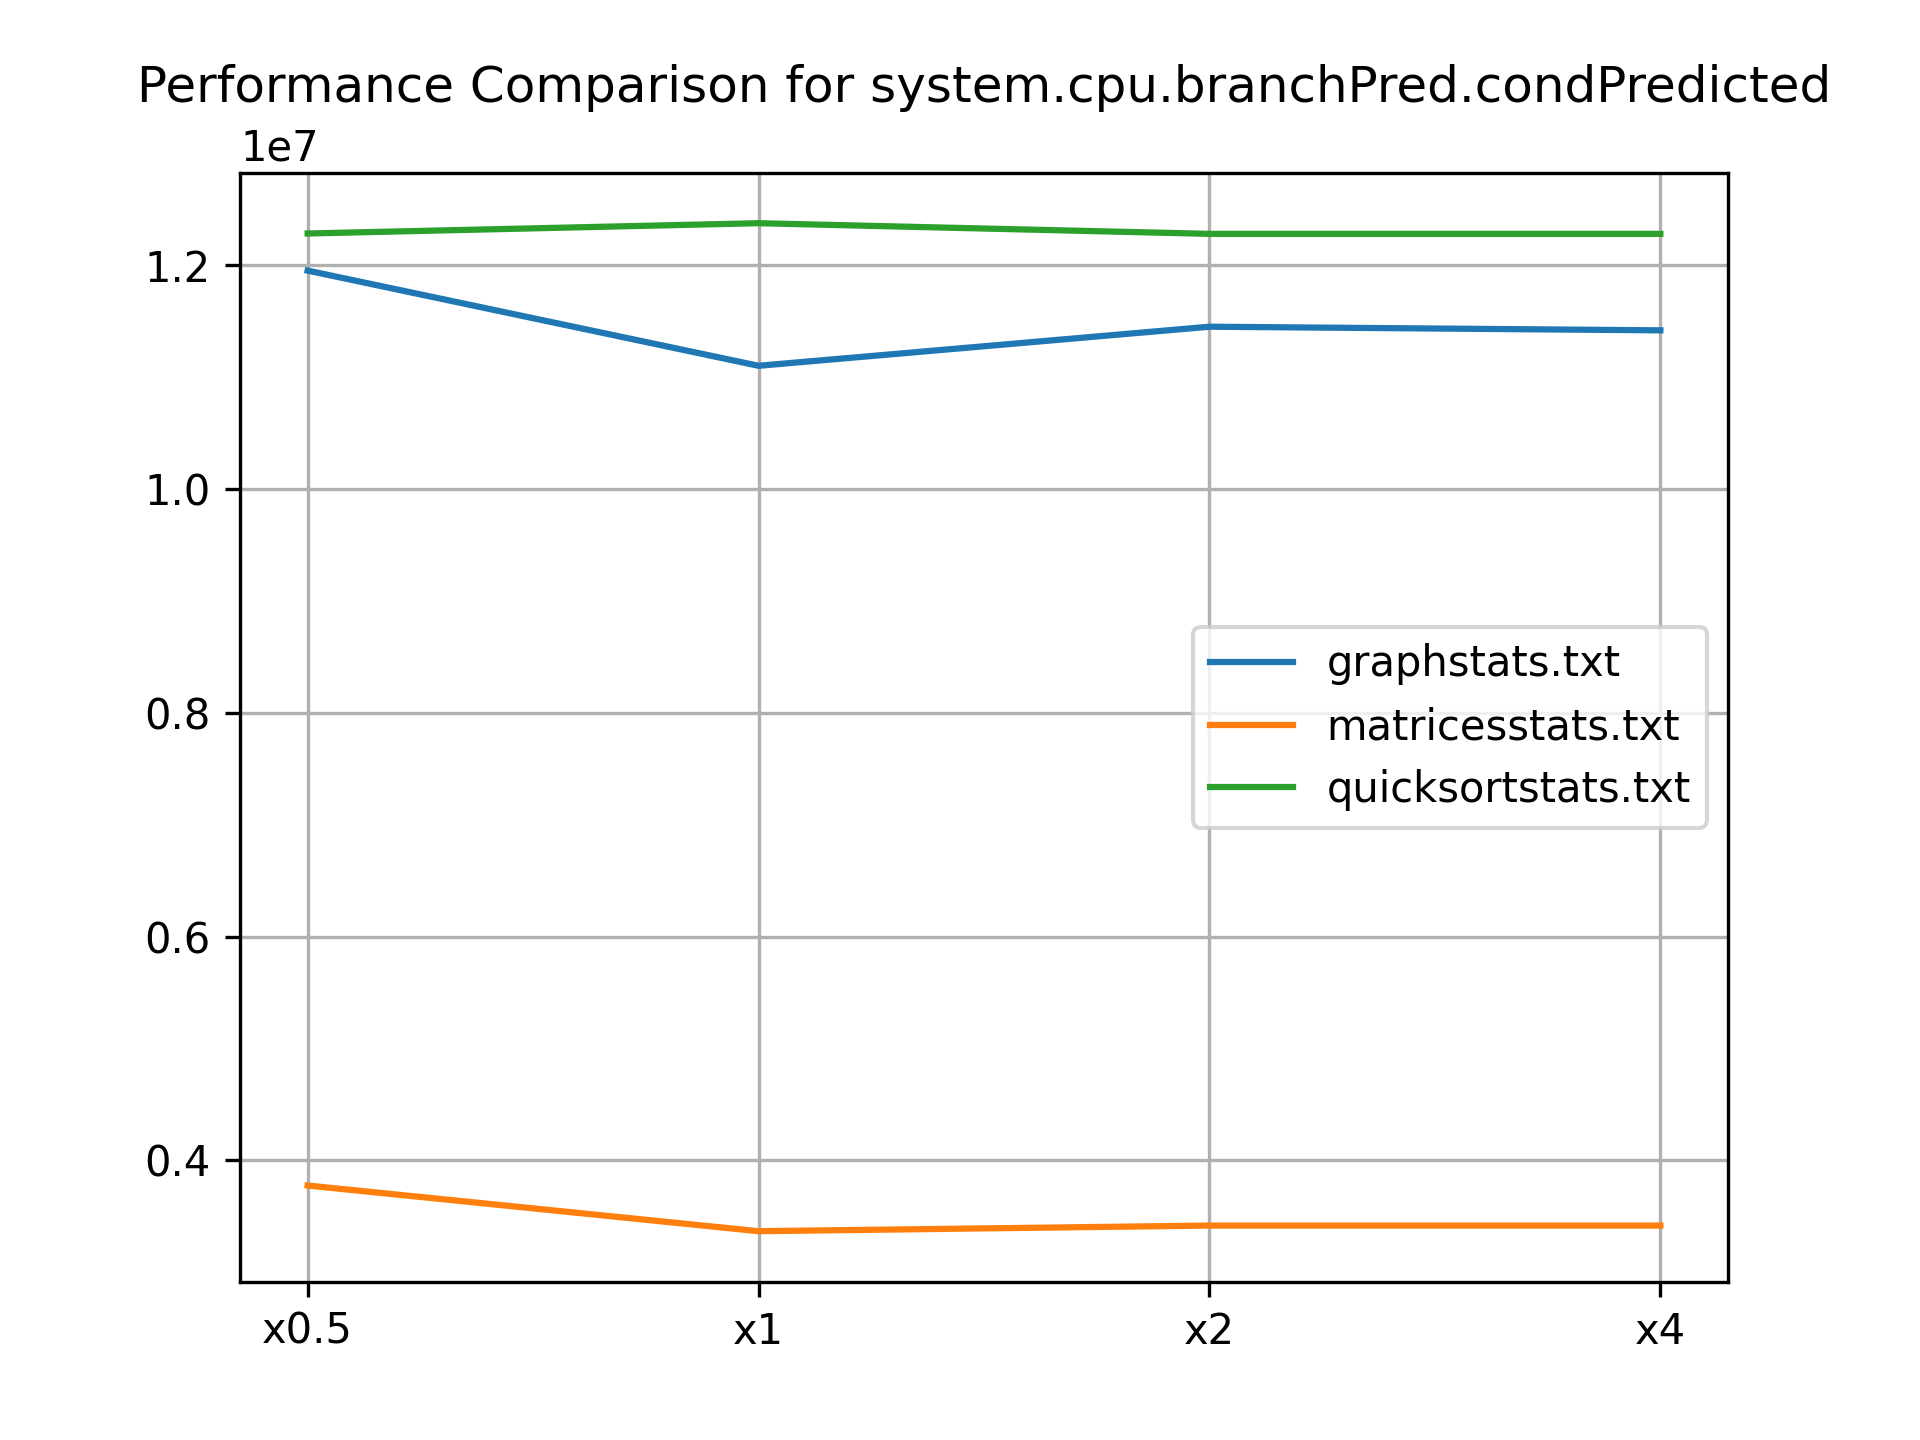 Performance Comparison for system.cpu.branchPred.condPredicted
1e7
1.2
1.0
0.8
0.6
0.4
graphstats.txt
matricesstats.txt
quicksortstats.txt
x0.5 x1 x2 x4